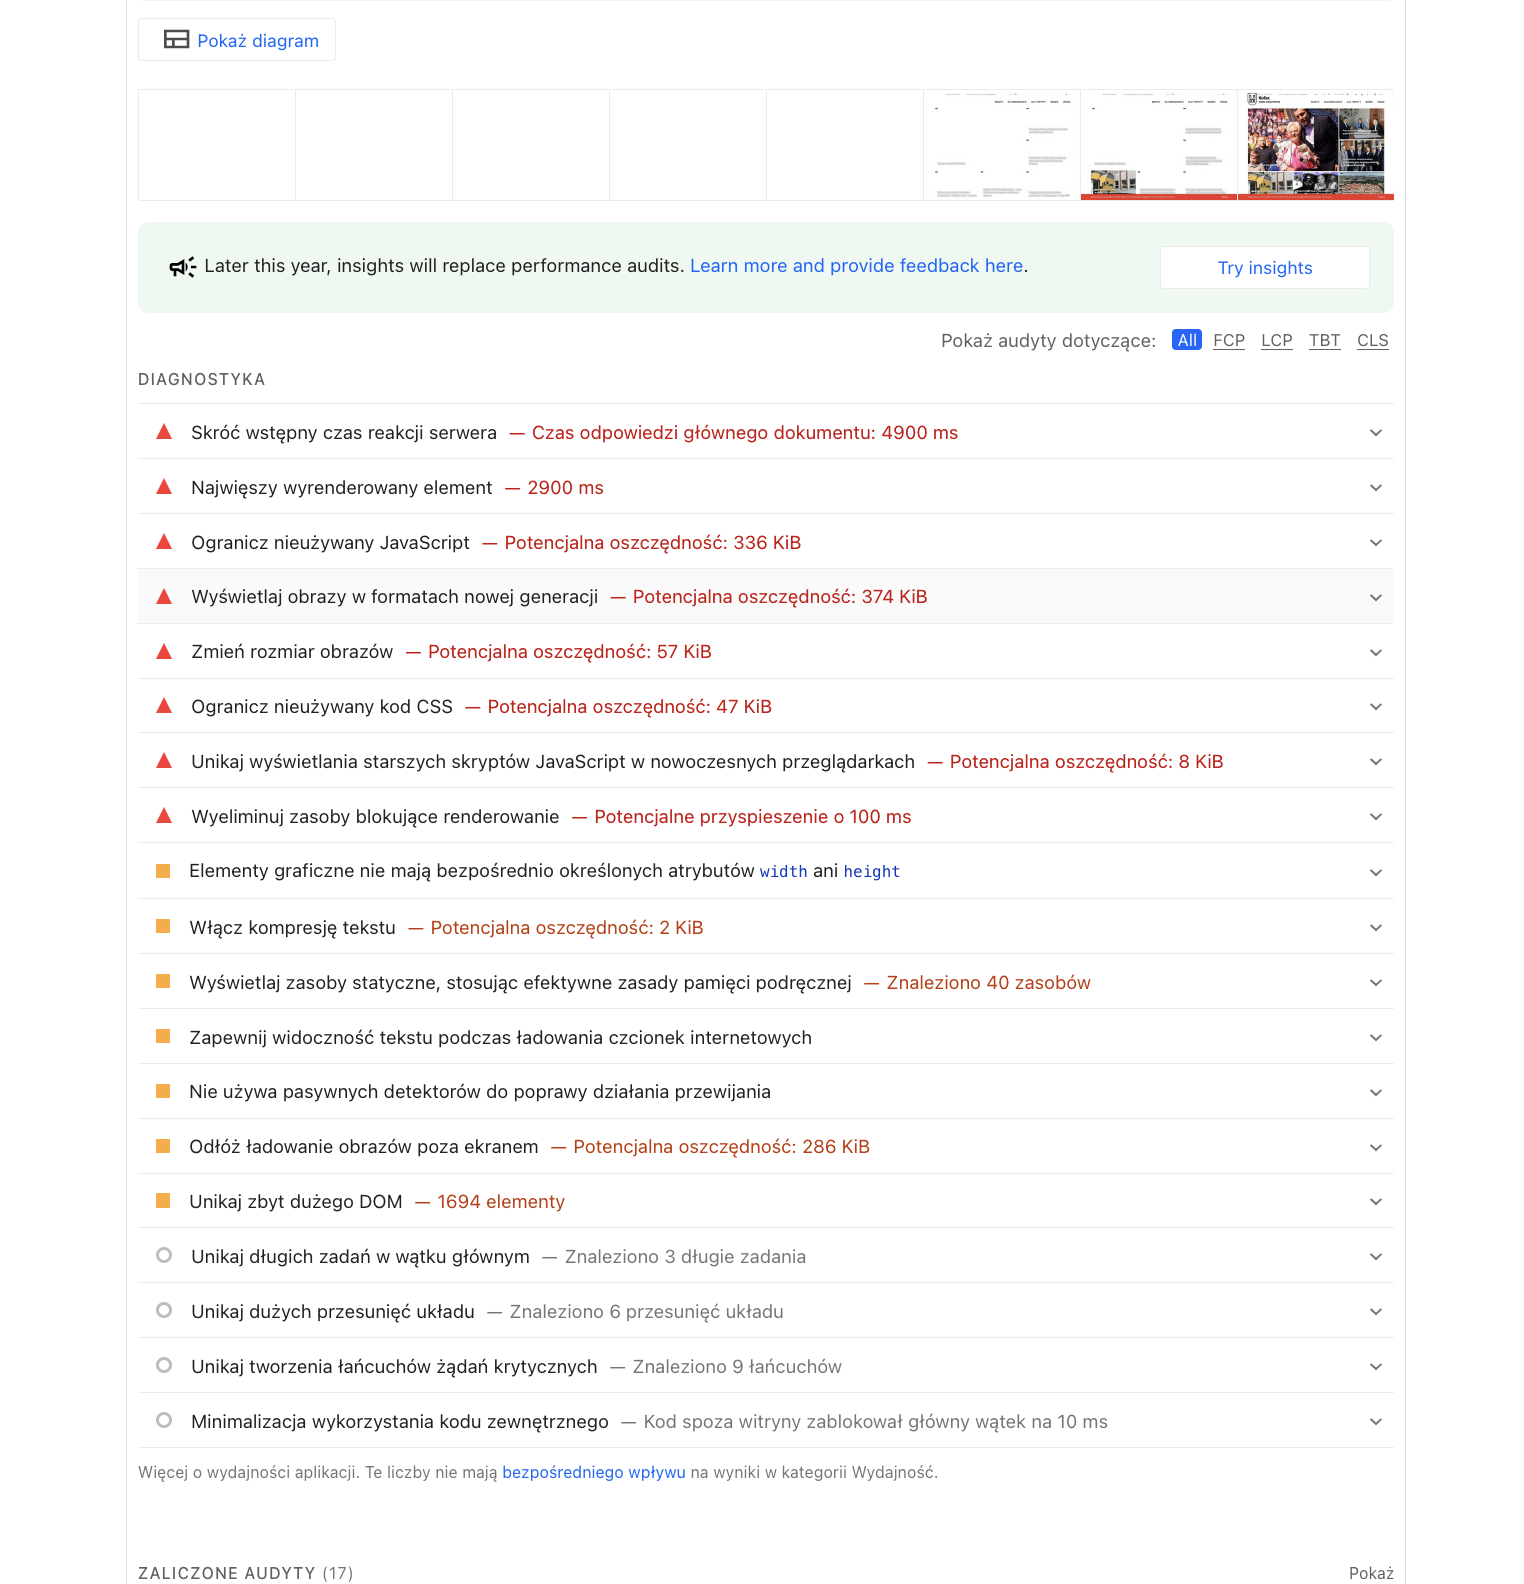 Pokaż diagram
Later this year, insights will replace performance audits. Learn more and provide feedback here.
Try insights
Pokaż audyty dotyczące: All FCP LCP TBT CLS
DIAGNOSTYKA
Skróć wstępny czas reakcji serwera — Czas odpowiedzi głównego dokumentu: 4900 ms
Najwięszy wyrenderowany element — 2900 ms
Ogranicz nieużywany JavaScript — Potencjalna oszczędność: 336 KiB
Wyświetlaj obrazy w formatach nowej generacji — Potencjalna oszczędność: 374 KiB
Zmień rozmiar obrazów — Potencjalna oszczędność: 57 KiB
Ogranicz nieużywany kod CSS — Potencjalna oszczędność: 47 KiB
Unikaj wyświetlania starszych skryptów JavaScript w nowoczesnych przeglądarkach — Potencjalna oszczędność: 8 KiB
Wyeliminuj zasoby blokujące renderowanie — Potencjalne przyspieszenie o 100 ms
Elementy graficzne nie mają bezpośrednio określonych atrybutów width ani height
Włącz kompresję tekstu — Potencjalna oszczędność: 2 KiB
Wyświetlaj zasoby statyczne, stosując efektywne zasady pamięci podręcznej — Znaleziono 40 zasobów
Zapewnij widoczność tekstu podczas ładowania czcionek internetowych
Nie używa pasywnych detektorów do poprawy działania przewijania
Odłóż ładowanie obrazów poza ekranem — Potencjalna oszczędność: 286 KiB
Unikaj zbyt dużego DOM — 1694 elementy
Unikaj długich zadań w wątku głównym — Znaleziono 3 długie zadania
Unikaj dużych przesunięć układu — Znaleziono 6 przesunięć układu
Unikaj tworzenia łańcuchów żądań krytycznych — Znaleziono 9 łańcuchów
Minimalizacja wykorzystania kodu zewnętrznego — Kod spoza witryny zablokował główny wątek na 10 ms
Więcej o wydajności aplikacji. Te liczby nie mają bezpośredniego wpływu na wyniki w kategorii Wydajność.
ZALICZONE AUDYTY (17)
Pokaż